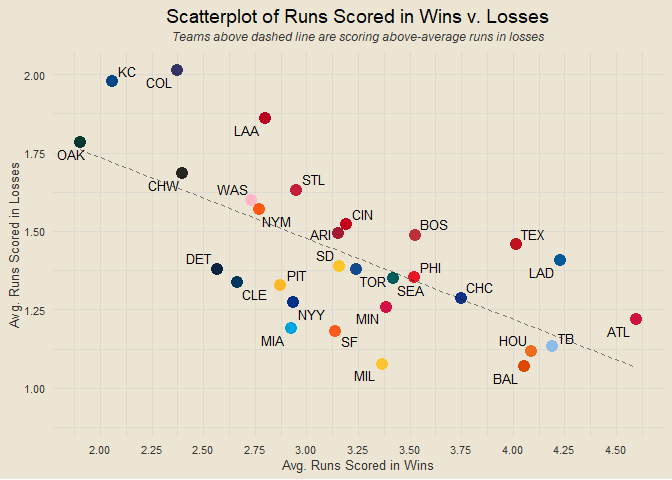 Scatterplot of Runs Scored in Wins v. Losses
Teams above dashed line are scoring above-average runs in losses
Avg. Runs Scored in Losses
2.00
1.75
1.50
1.25
1.00
KC
COL
LAA
OAK
CHW
WAS
STL
NYM
ARI
CIN
BOS
TEX
LAD
DET
CLE
PIT
SD
TOR
SEA
PHI
CHC
NYY
MIA
SF
MIN
MIL
HOU
TB
BAL
ATL
2.00 2.25 2.50 2.75 3.00 3.25 3.50 3.75 4.00 4.25 4.50
Avg. Runs Scored in Wins